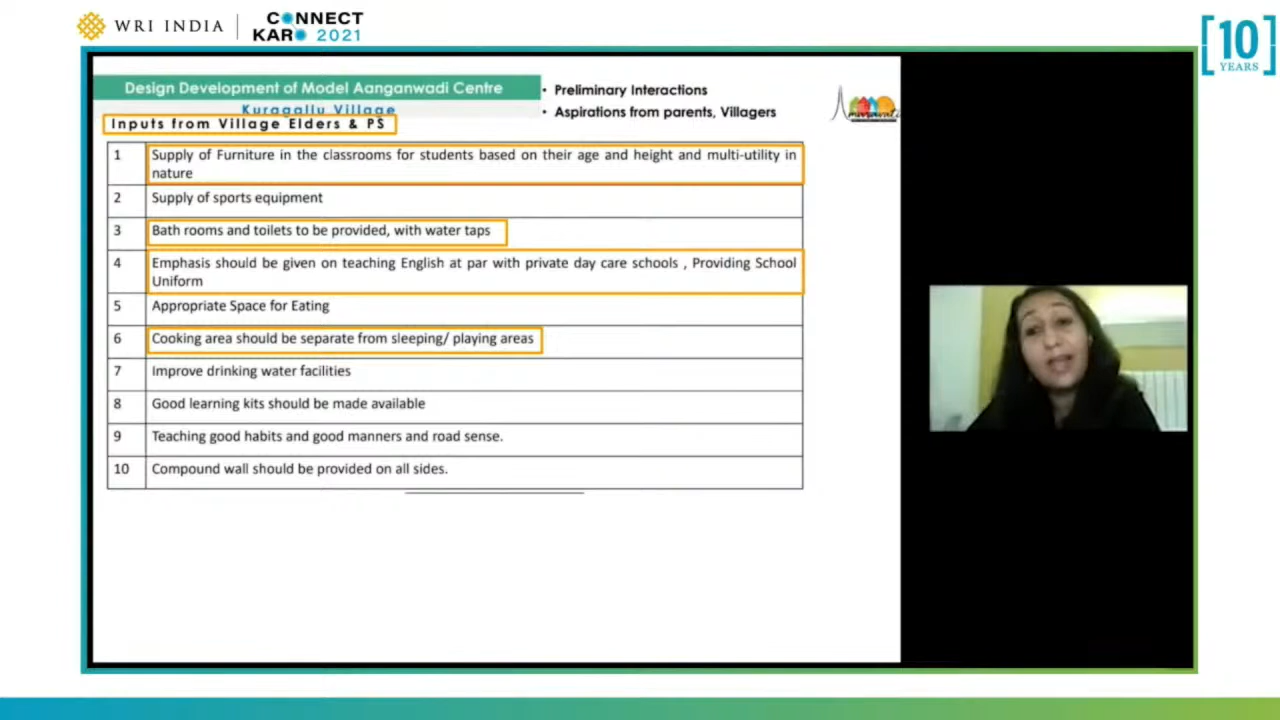 WRI INDIA
CONNECT
KARO 2021
10
YEARS
Design Development of Model Aanganwadi Centre
Kuragallu Village
Inputs from Village Elders & PS
• Preliminary Interactions
• Aspirations from parents, Villagers
Amaravati
1 Supply of Furniture in the classrooms for students based on their age and height and multi-utility in
nature
2 Supply of sports equipment
3 Bath rooms and toilets to be provided, with water taps
4 Emphasis should be given on teaching English at par with private day care schools , Providing School
Uniform
5 Appropriate Space for Eating
6 Cooking area should be separate from sleeping/ playing areas
7 Improve drinking water facilities
8 Good learning kits should be made available
9 Teaching good habits and good manners and road sense.
10 Compound wall should be provided on all sides.